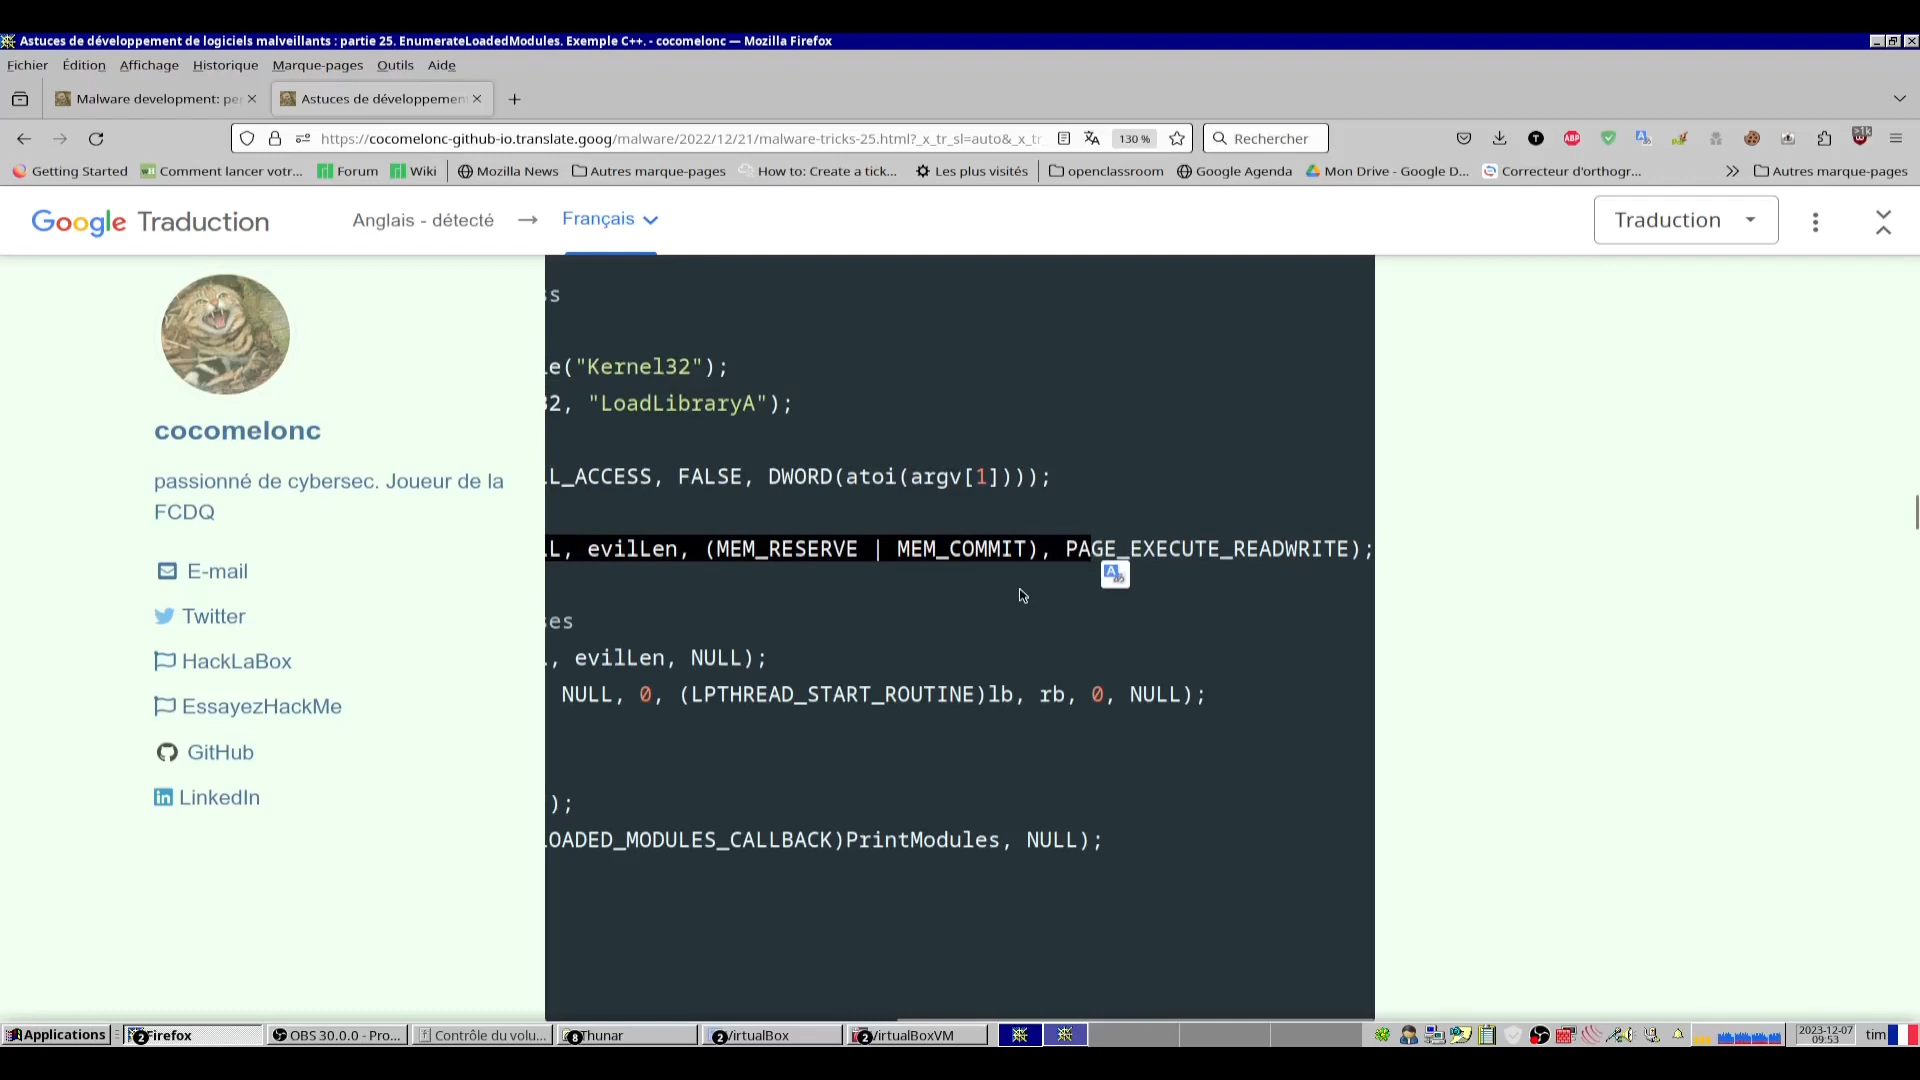 Astuces de développement de logiciels malveillants : partie 25. EnumerateLoadedModules. Exemple C++. - cocomelonc — Mozilla Firefox
Fichier Édition Affichage Historique Marque-pages Outils Aide
Malware development: pe
Astuces de développemen
https://cocomelonc-github-io.translate.goog/malware/2022/12/21/malware-tricks-25.html?_x_tr_sl=auto&_x_tr
130 %
Rechercher
Getting Started Comment lancer votr... Forum Wiki Mozilla News Autres marque-pages How to: Create a tick... Les plus visités openclassroom Google Agenda Mon Drive - Google D... Correcteur d'orthogr... Autres marque-pages
Google Traduction
Anglais - détecté → Français
Traduction
cocomelonc
passionné de cybersec. Joueur de la
FCDQ
E-mail
Twitter
HackLaBox
EssayezHackMe
GitHub
LinkedIn
s
e("Kernel32");
32, "LoadLibraryA");
L_ACCESS, FALSE, DWORD(atoi(argv[1])));
L, evilLen, (MEM_RESERVE | MEM_COMMIT), PAGE_EXECUTE_READWRITE);
es
, evilLen, NULL);
NULL, 0, (LPTHREAD_START_ROUTINE)lb, rb, 0, NULL);
);
OADED_MODULES_CALLBACK)PrintModules, NULL);
Applications
2 Firefox
OBS 30.0.0 - Pro...
Contrôle du volu...
8 Thunar
2 VirtualBox
2 VirtualBoxVM
2023-12-07
09:53
tim